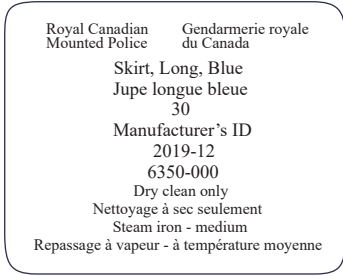 Royal Canadian Gendarmerie royale
Mounted Police du Canada
Skirt, Long, Blue
Jupe longue bleue
30
Manufacturer’s ID
2019-12
6350-000
Dry clean only
Nettoyage à sec seulement
Steam iron - medium
Repassage à vapeur - à température moyenne